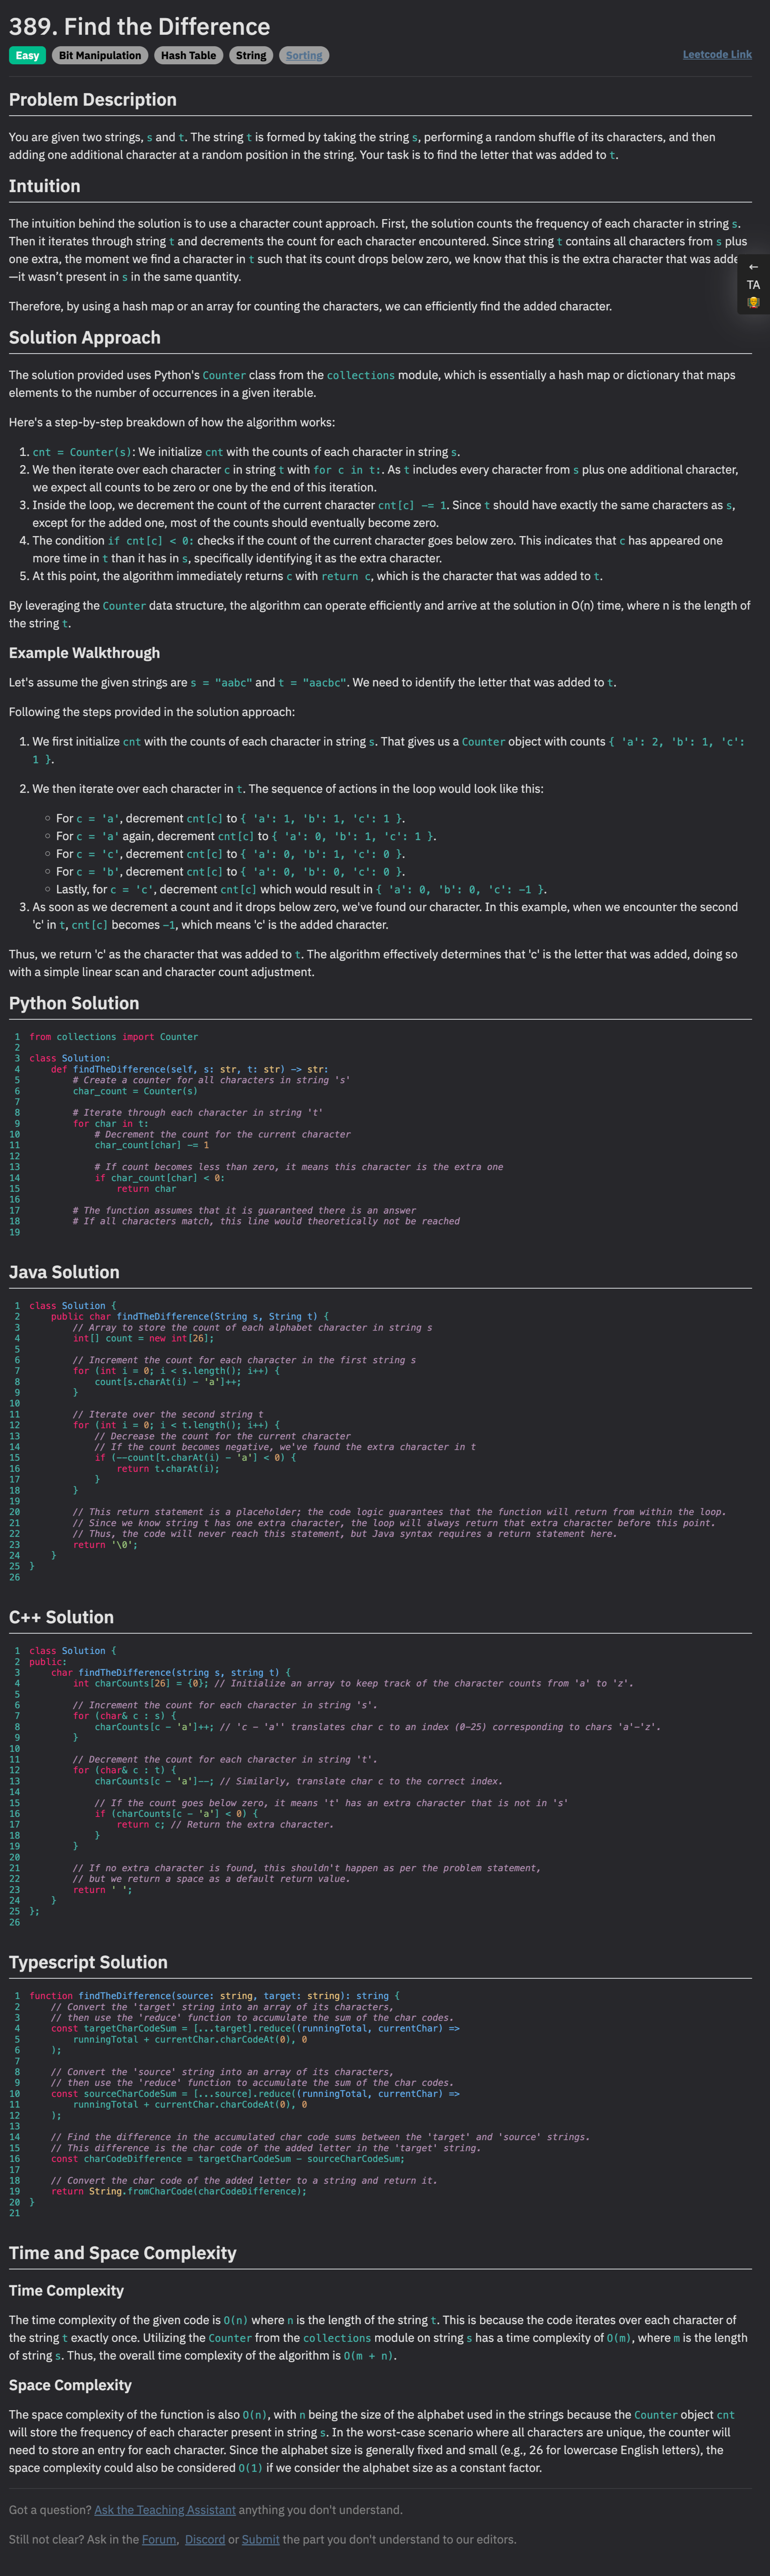 389. Find the Difference
Easy Bit Manipulation Hash Table String Sorting Leetcode Link
Problem Description
You are given two strings, s and t. The string t is formed by taking the string s, performing a random shuffle of its characters, and then
adding one additional character at a random position in the string. Your task is to find the letter that was added to t.
Intuition
The intuition behind the solution is to use a character count approach. First, the solution counts the frequency of each character in string s.
Then it iterates through string t and decrements the count for each character encountered. Since string t contains all characters from s plus
one extra, the moment we find a character in t such that its count drops below zero, we know that this is the extra character that was adde
—it wasn't present in s in the same quantity.
←
TA
Therefore, by using a hash map or an array for counting the characters, we can efficiently find the added character.
Solution Approach
The solution provided uses Python's Counter class from the collections module, which is essentially a hash map or dictionary that maps
elements to the number of occurrences in a given iterable.
Here's a step-by-step breakdown of how the algorithm works:
1. cnt = Counter(s): We initialize cnt with the counts of each character in string s.
2. We then iterate over each character c in string t with for c in t:. As t includes every character from s plus one additional character,
we expect all counts to be zero or one by the end of this iteration.
3. Inside the loop, we decrement the count of the current character cnt[c] -= 1. Since t should have exactly the same characters as s,
except for the added one, most of the counts should eventually become zero.
4. The condition if cnt[c] < 0: checks if the count of the current character goes below zero. This indicates that c has appeared one
more time in t than it has in s, specifically identifying it as the extra character.
5. At this point, the algorithm immediately returns c with return c, which is the character that was added to t.
By leveraging the Counter data structure, the algorithm can operate efficiently and arrive at the solution in O(n) time, where n is the length of
the string t.
Example Walkthrough
Let's assume the given strings are s = "aabc" and t = "aacbc". We need to identify the letter that was added to t.
Following the steps provided in the solution approach:
1. We first initialize cnt with the counts of each character in string s. That gives us a Counter object with counts { 'a': 2, 'b': 1, 'c':
1 }.
2. We then iterate over each character in t. The sequence of actions in the loop would look like this:
○ For c = 'a', decrement cnt[c] to { 'a': 1, 'b': 1, 'c': 1 }.
○ For c = 'a' again, decrement cnt[c] to { 'a': 0, 'b': 1, 'c': 1 }.
○ For c = 'c', decrement cnt[c] to { 'a': 0, 'b': 1, 'c': 0 }.
○ For c = 'b', decrement cnt[c] to { 'a': 0, 'b': 0, 'c': 0 }.
○ Lastly, for c = 'c', decrement cnt[c] which would result in { 'a': 0, 'b': 0, 'c': -1 }.
3. As soon as we decrement a count and it drops below zero, we've found our character. In this example, when we encounter the second
'c' in t, cnt[c] becomes -1, which means 'c' is the added character.
Thus, we return 'c' as the character that was added to t. The algorithm effectively determines that 'c' is the letter that was added, doing so
with a simple linear scan and character count adjustment.
Python Solution
1 from collections import Counter
2
3 class Solution:
4     def findTheDifference(self, s: str, t: str) -> str:
5         # Create a counter for all characters in string 's'
6         char_count = Counter(s)
7
8         # Iterate through each character in string 't'
9         for char in t:
10             # Decrement the count for the current character
11             char_count[char] -= 1
12
13             # If count becomes less than zero, it means this character is the extra one
14             if char_count[char] < 0:
15                 return char
16
17         # The function assumes that it is guaranteed there is an answer
18         # If all characters match, this line would theoretically not be reached
19
Java Solution
1 class Solution {
2     public char findTheDifference(String s, String t) {
3         // Array to store the count of each alphabet character in string s
4         int[] count = new int[26];
5
6         // Increment the count for each character in the first string s
7         for (int i = 0; i < s.length(); i++) {
8             count[s.charAt(i) - 'a']++;
9         }
10
11         // Iterate over the second string t
12         for (int i = 0; i < t.length(); i++) {
13             // Decrease the count for the current character
14             // If the count becomes negative, we've found the extra character in t
15             if (--count[t.charAt(i) - 'a'] < 0) {
16                 return t.charAt(i);
17             }
18         }
19
20         // This return statement is a placeholder; the code logic guarantees that the function will return from within the loop.
21         // Since we know string t has one extra character, the loop will always return that extra character before this point.
22         // Thus, the code will never reach this statement, but Java syntax requires a return statement here.
23         return '\0';
24     }
25 }
26
C++ Solution
1 class Solution {
2 public:
3     char findTheDifference(string s, string t) {
4         int charCounts[26] = {0}; // Initialize an array to keep track of the character counts from 'a' to 'z'.
5
6         // Increment the count for each character in string 's'.
7         for (char& c : s) {
8             charCounts[c - 'a']++; // 'c - 'a'' translates char c to an index (0-25) corresponding to chars 'a'-'z'.
9         }
10
11         // Decrement the count for each character in string 't'.
12         for (char& c : t) {
13             charCounts[c - 'a']--; // Similarly, translate char c to the correct index.
14
15             // If the count goes below zero, it means 't' has an extra character that is not in 's'
16             if (charCounts[c - 'a'] < 0) {
17                 return c; // Return the extra character.
18             }
19         }
20
21         // If no extra character is found, this shouldn't happen as per the problem statement,
22         // but we return a space as a default return value.
23         return ' ';
24     }
25 };
26
Typescript Solution
1 function findTheDifference(source: string, target: string): string {
2     // Convert the 'target' string into an array of its characters,
3     // then use the 'reduce' function to accumulate the sum of the char codes.
4     const targetCharCodeSum = [...target].reduce((runningTotal, currentChar) =>
5         runningTotal + currentChar.charCodeAt(0), 0
6     );
7
8     // Convert the 'source' string into an array of its characters,
9     // then use the 'reduce' function to accumulate the sum of the char codes.
10     const sourceCharCodeSum = [...source].reduce((runningTotal, currentChar) =>
11         runningTotal + currentChar.charCodeAt(0), 0
12     );
13
14     // Find the difference in the accumulated char code sums between the 'target' and 'source' strings.
15     // This difference is the char code of the added letter in the 'target' string.
16     const charCodeDifference = targetCharCodeSum - sourceCharCodeSum;
17
18     // Convert the char code of the added letter to a string and return it.
19     return String.fromCharCode(charCodeDifference);
20 }
21
Time and Space Complexity
Time Complexity
The time complexity of the given code is O(n) where n is the length of the string t. This is because the code iterates over each character of
the string t exactly once. Utilizing the Counter from the collections module on string s has a time complexity of O(m), where m is the length
of string s. Thus, the overall time complexity of the algorithm is O(m + n).
Space Complexity
The space complexity of the function is also O(n), with n being the size of the alphabet used in the strings because the Counter object cnt
will store the frequency of each character present in string s. In the worst-case scenario where all characters are unique, the counter will
need to store an entry for each character. Since the alphabet size is generally fixed and small (e.g., 26 for lowercase English letters), the
space complexity could also be considered O(1) if we consider the alphabet size as a constant factor.
Got a question? Ask the Teaching Assistant anything you don't understand.
Still not clear? Ask in the Forum, Discord or Submit the part you don't understand to our editors.